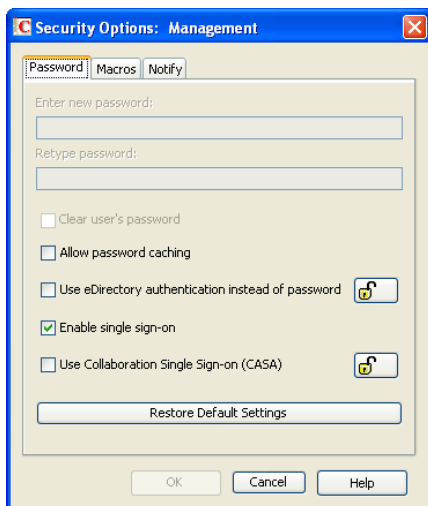 Security Options: Management
Password Macros Notify
Enter new password:
Retype password:
Clear user's password
Allow password caching
Use eDirectory authentication instead of password
Enable single sign-on
Use Collaboration Single Sign-on (CASA)
Restore Default Settings
OK Cancel Help